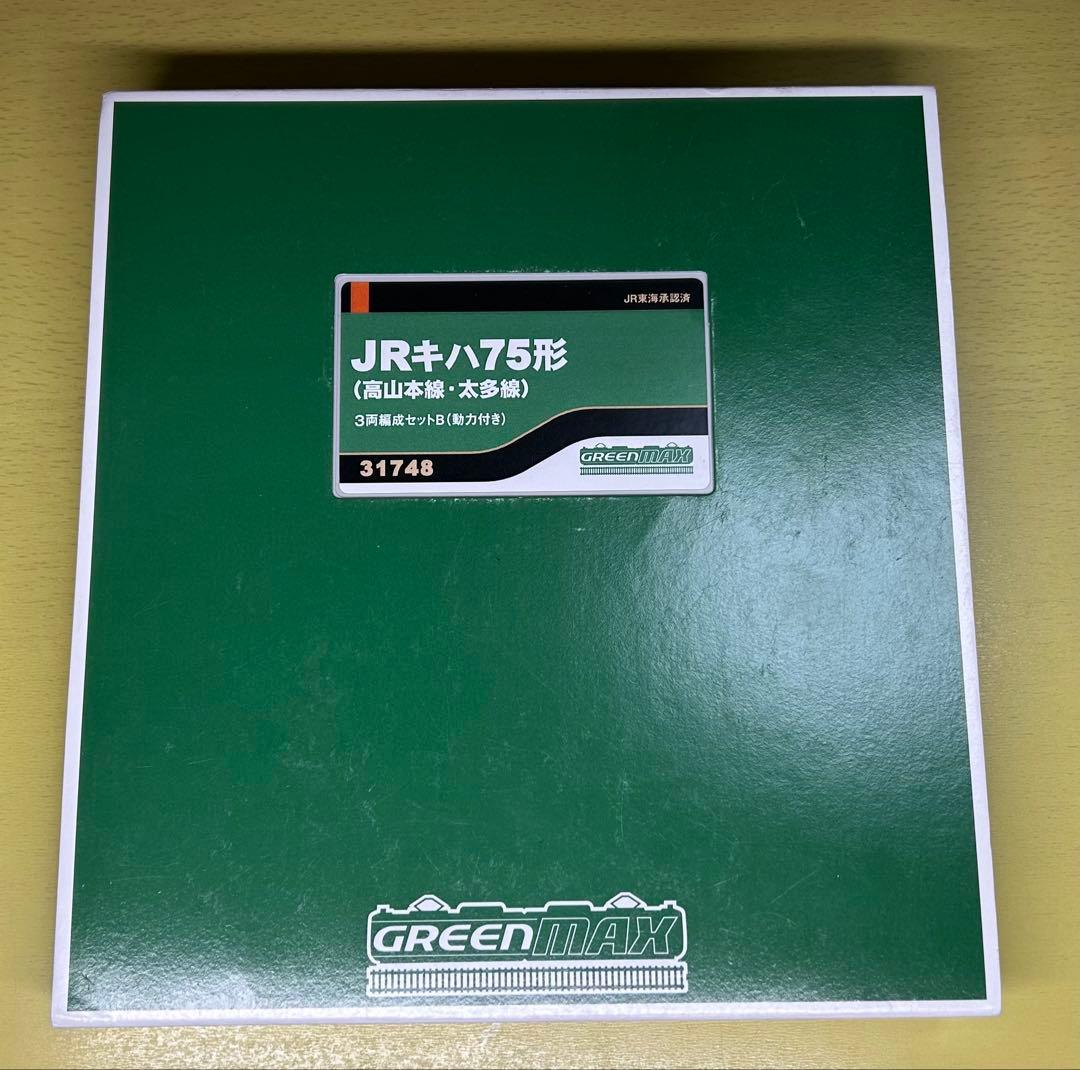 JR東海承認済
JRキハ75形
(高山本線・太多線)
3両編成セットB(動力付き)
31748
GREENMAX
GREENMAX